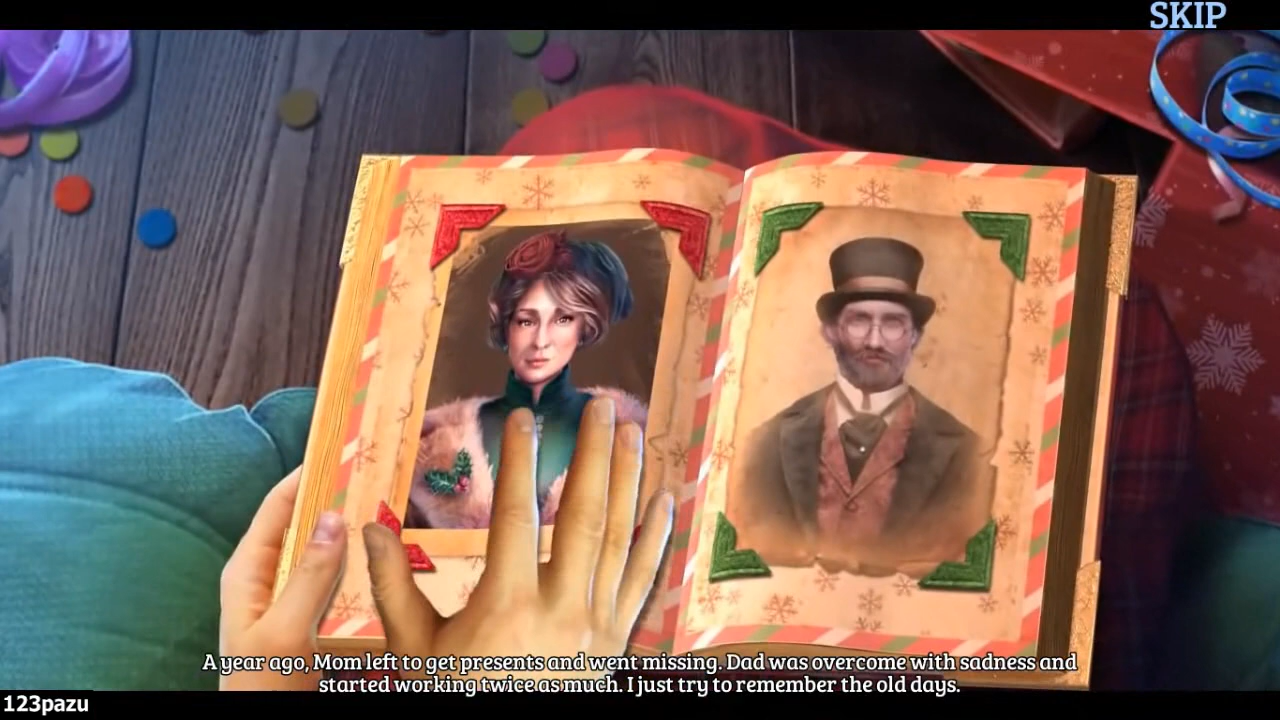 SKIP
A year ago, Mom left to get presents and went missing. Dad was overcome with sadness and
started working twice as much. I just try to remember the old days.
123pazu